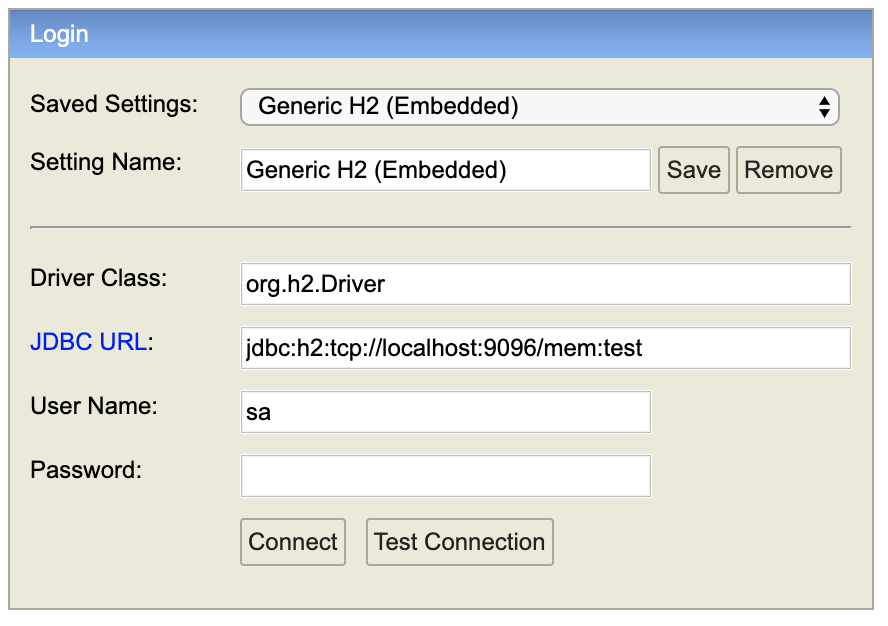 Login
Saved Settings: Generic H2 (Embedded)
Setting Name: Generic H2 (Embedded) Save Remove
Driver Class: org.h2.Driver
JDBC URL: jdbc:h2:tcp://localhost:9096/mem:test
User Name: sa
Password:
Connect Test Connection